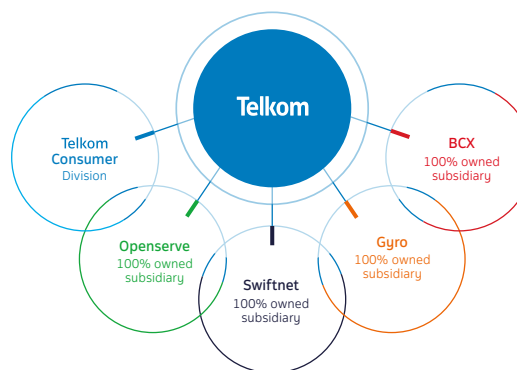 Telkom
Telkom
Consumer
Division
BCX
100% owned
subsidiary
Openserve
100% owned
subsidiary
Gyro
100% owned
subsidiary
Swiftnet
100% owned
subsidiary